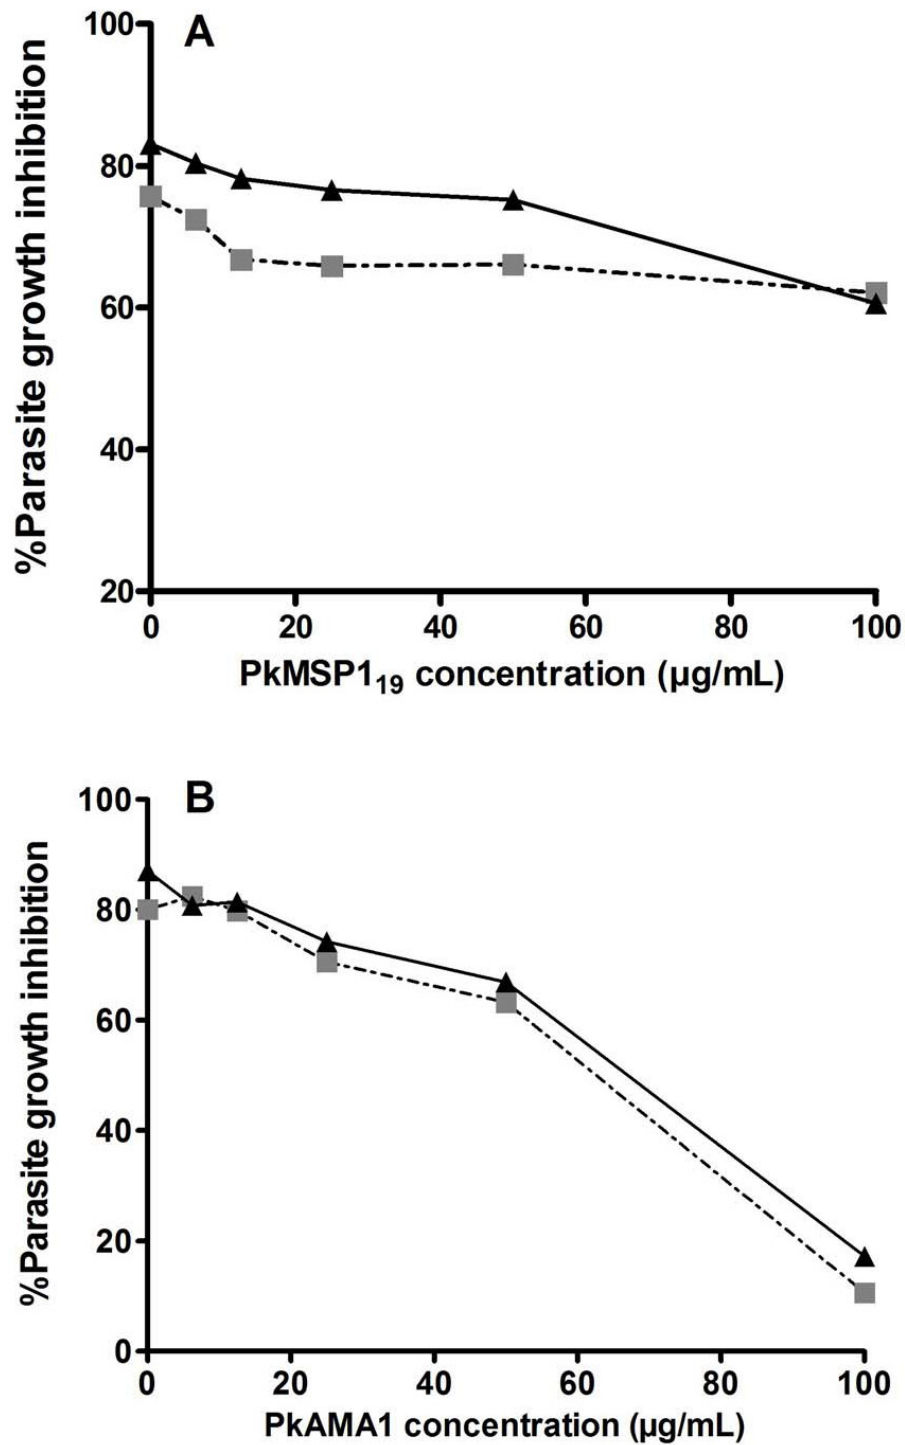 A
%Parasite growth inhibition
100
80
60
40
20
0 20 40 60 80 100
PkMSP1₁₉ concentration (µg/mL)
B
%Parasite growth inhibition
100
80
60
40
20
0
0 20 40 60 80 100
PkAMA1 concentration (µg/mL)